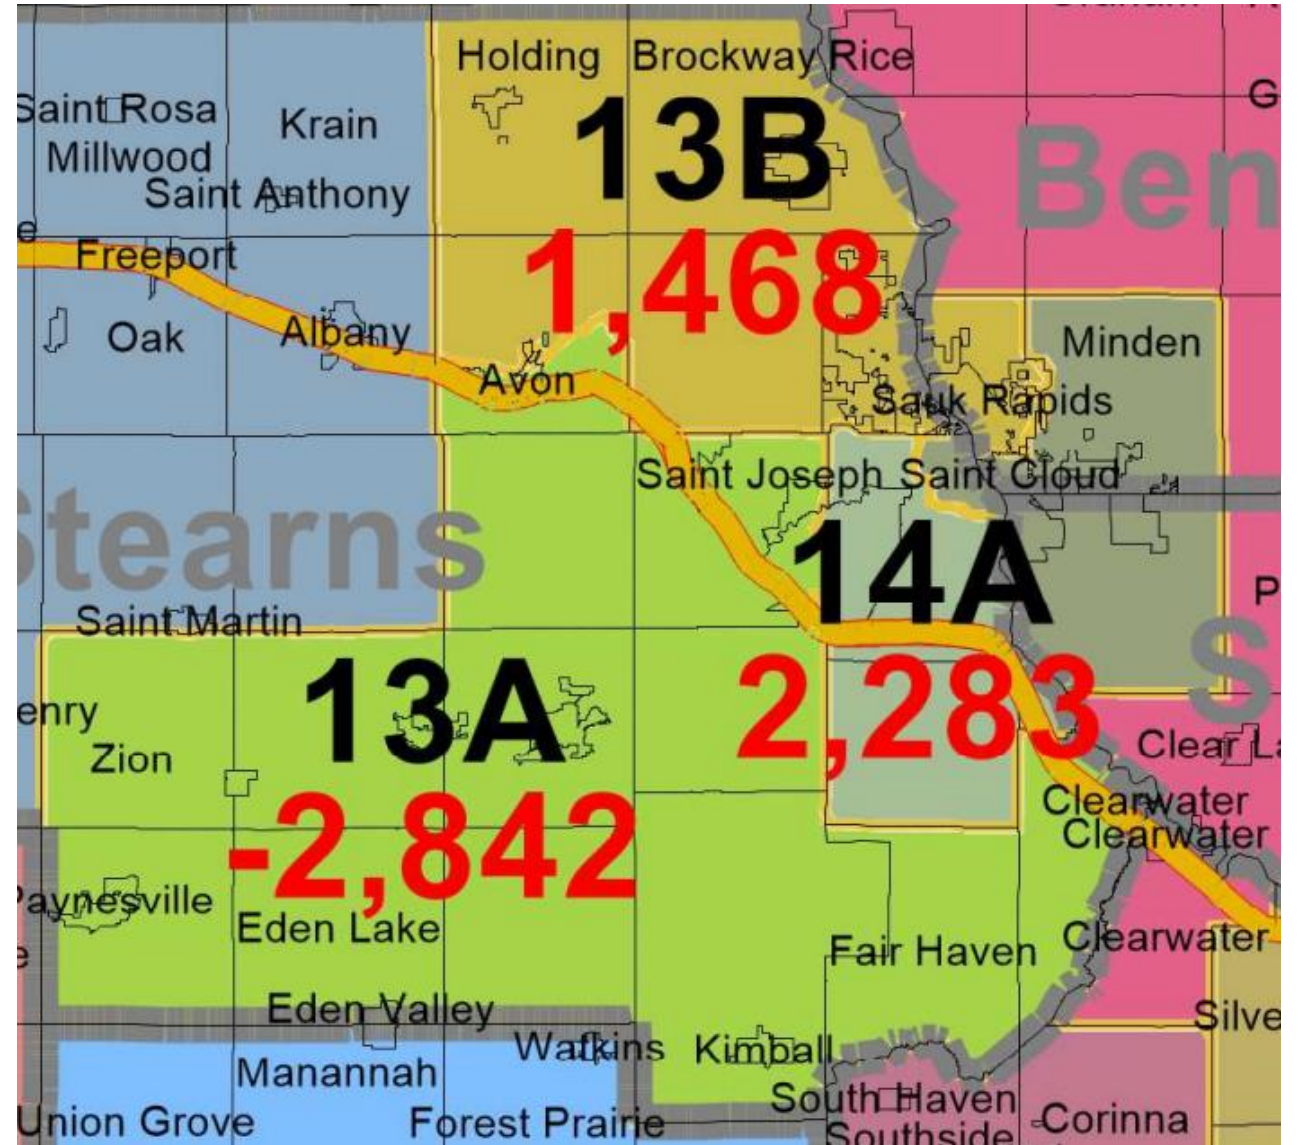 Holding Brockway Rice
Saint Rosa
Krain
13B
Millwood
Ben
Saint Anthony
Freeport
1,468
Oak
Albany
Minden
Avon
Sauk Rapids
Saint Joseph Saint Cloud
Stearns
14A
Saint Martin
S
13A
2,283
enry
Zion
Clear La
Clearwater
Clearwater
-2,842
Paynesville
Eden Lake
Fair Haven
Clearwater
Eden Valley
Silve
Watkins
Kimball
Manannah
South Haven
Union Grove
Forest Prairie
Southside
Corinna